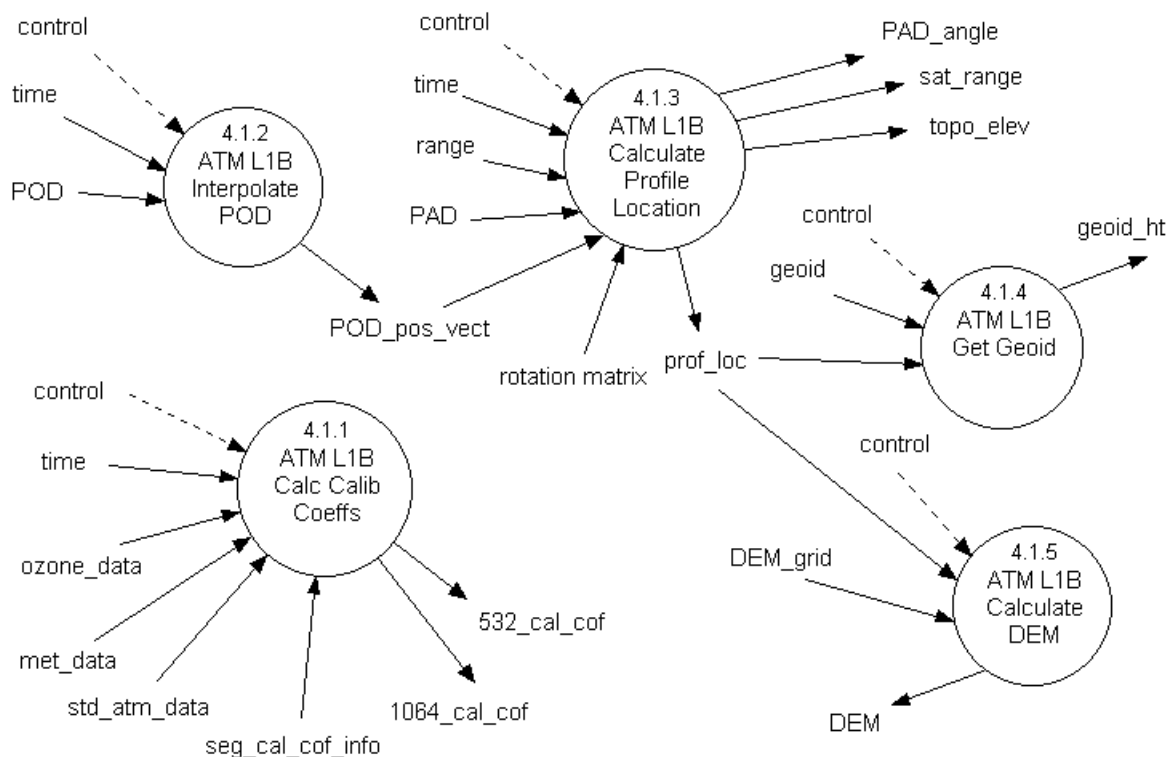 control
time
POD
4.1.2
ATM L1B
Interpolate
POD
POD_pos_vect
control
time
range
PAD
rotation matrix
4.1.3
ATM L1B
Calculate
Profile
Location
PAD_angle
sat_range
topo_elev
prof_loc
control
geoid
4.1.4
ATM L1B
Get Geoid
geoid_ht
control
time
ozone_data
met_data
std_atm_data
seg_cal_cof_info
4.1.1
ATM L1B
Calc Calib
Coeffs
532_cal_cof
1064_cal_cof
control
DEM_grid
4.1.5
ATM L1B
Calculate
DEM
DEM